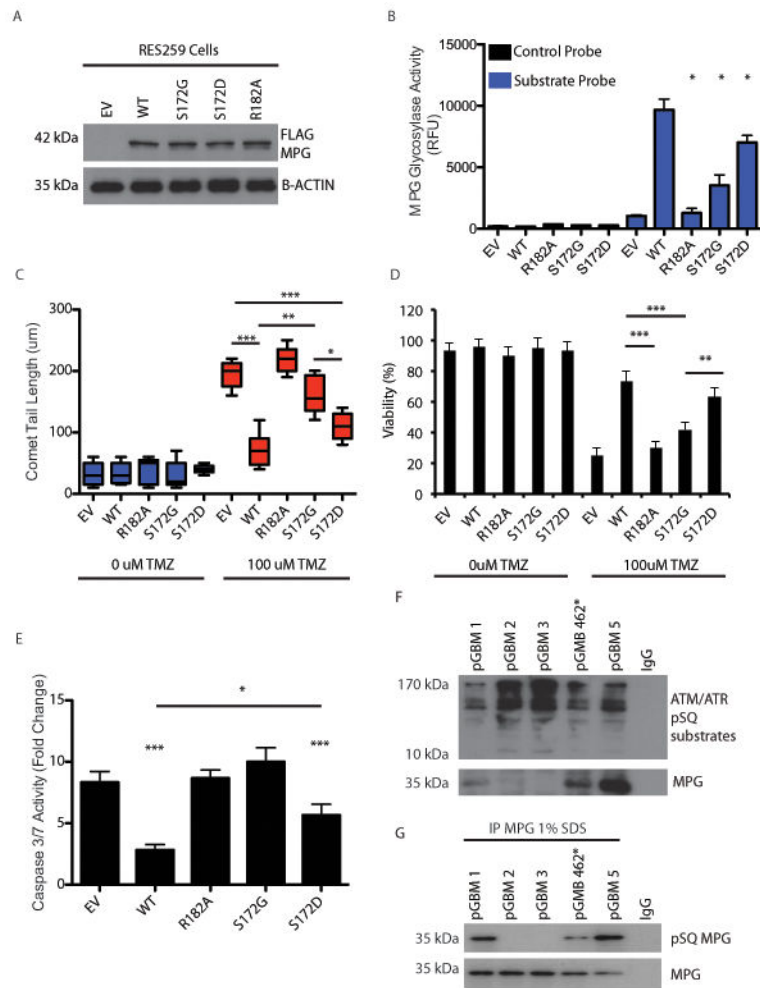 A
RES259 Cells
EV
WT
S172G
S172D
R182A
42 kDa
FLAG
MPG
35 kDa
B-ACTIN
B
Control Probe
Substrate Probe
MPG Glycosylase Activity
(RFU)
15000
10000
5000
0
* * *
EV
WT
R182A
S172G
S172D
EV
WT
R182A
S172G
S172D
C
Comet Tail Length (um)
300
200
100
0
***
**
***
*
EV
WT
R182A
S172G
S172D
EV
WT
R182A
S172G
S172D
0 uM TMZ
100 uM TMZ
D
Viability (%)
140
120
100
80
60
40
20
0
***
***
**
EV
WT
R182A
S172G
S172D
EV
WT
R182A
S172G
S172D
0uM TMZ
100uM TMZ
E
Caspase 3/7 Activity (Fold Change)
15
10
5
0
*
***
***
EV
WT
R182A
S172G
S172D
F
pGBM 1
pGBM 2
pGBM 3
pGMB 462*
pGBM 5
IgG
170 kDa
ATM/ATR
pSQ
substrates
10 kDa
35 kDa
MPG
G
IP MPG 1% SDS
pGBM 1
pGBM 2
pGBM 3
pGMB 462*
pGBM 5
IgG
35 kDa
pSQ MPG
35 kDa
MPG